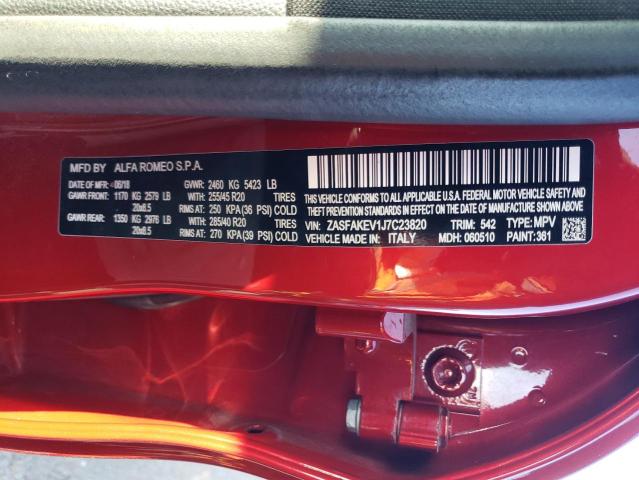 MFD BY ALFA ROMEO S.P.A.
DATE OF MFR: 06/18 GVWR: 2460 KG 5423 LB
GAWR FRONT: 1170 KG 2579 LB 255/45 R20 TIRES
20x8.5 RIMS AT: 250 KPA (36 PSI) COLD
GAWR REAR: 1350 KG 2976 LB 285/40 R20 TIRES
20x8.5 RIMS AT: 270 KPA (39 PSI) COLD
THIS VEHICLE CONFORMS TO ALL APPLICABLE U.S.A. FEDERAL MOTOR VEHICLE
SAFETY, BUMPER, AND THEFT PREVENTION STANDARDS IN EFFECT ON THE DATE
OF MANUFACTURE SHOWN ABOVE.
VIN: ZASFAKEV1J7C23820 TRIM: 542 TYPE: MPV
VEHICLE MADE IN: ITALY MDH: 060510 PAINT: 361